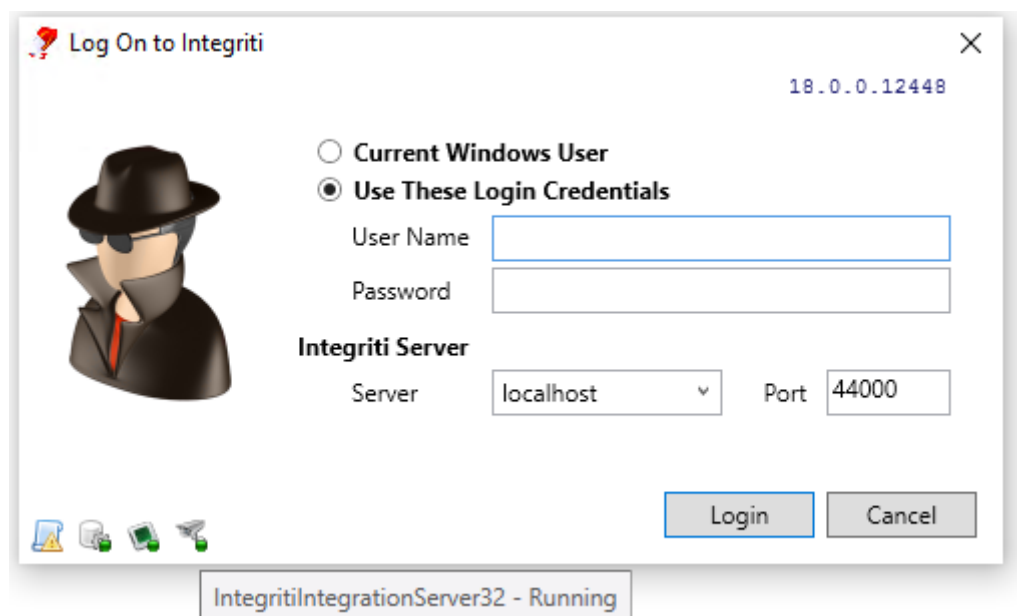 Log On to Integriti
18.0.0.12448
Current Windows User
Use These Login Credentials
User Name
Password
Integriti Server
Server localhost Port 44000
Login Cancel
IntegritiIntegrationServer32 - Running